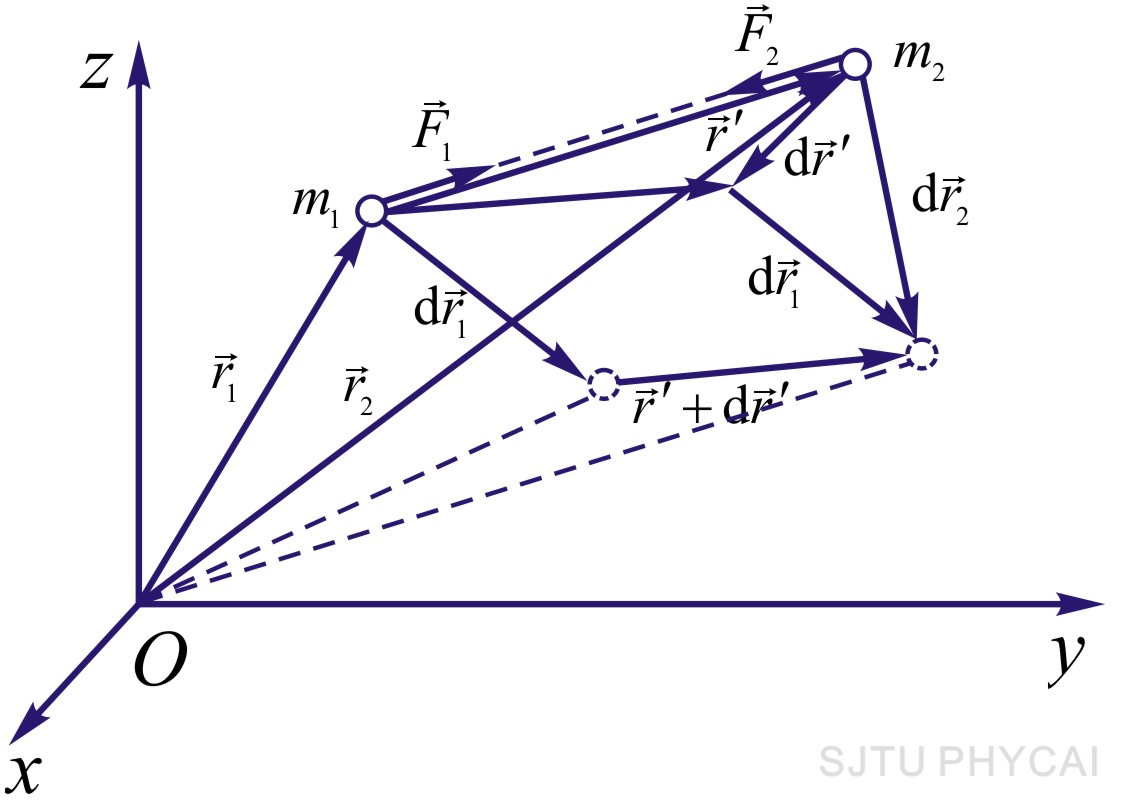 z
F⃗₂
m₂
F⃗₁
r⃗′
dr⃗′
m₁
dr⃗₂
dr⃗₁
dr⃗₁
r⃗₁
r⃗₂
r⃗′ + dr⃗′
O
y
x
SJTU PHYCAI